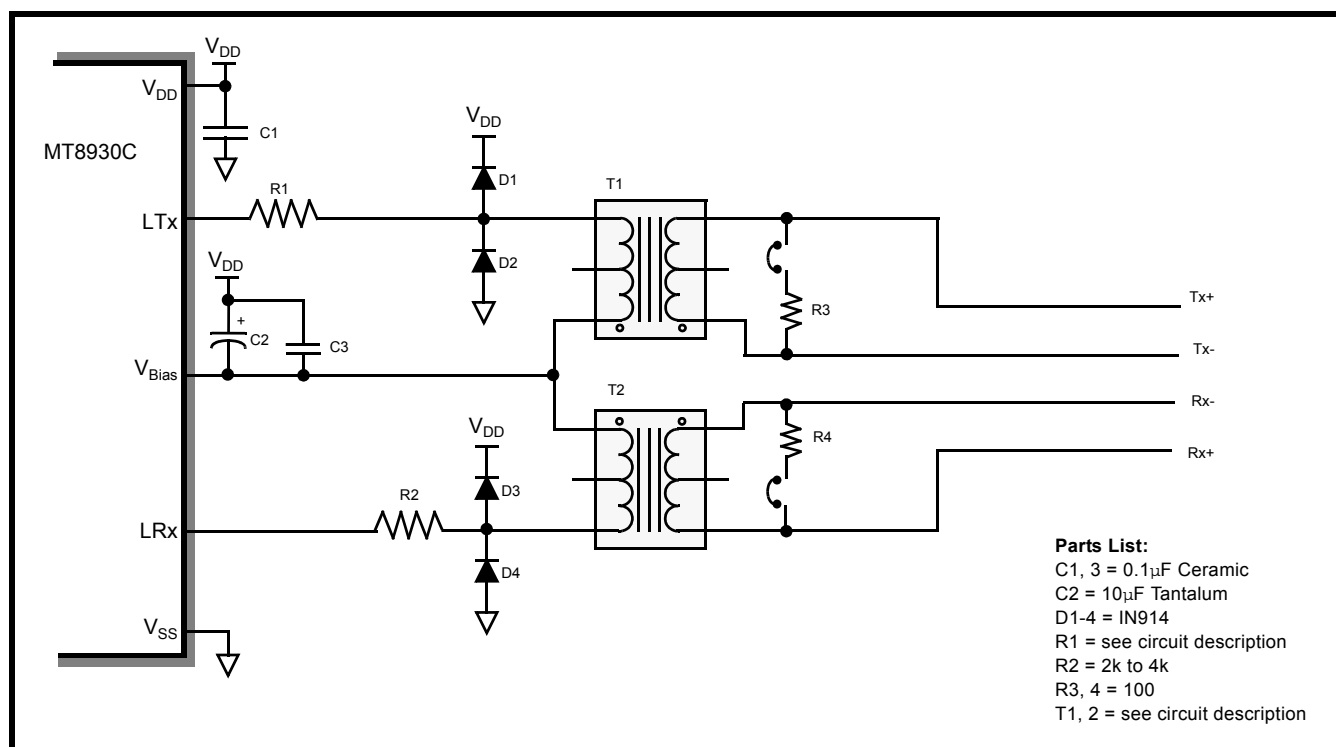 VDD
VDD
C1
MT8930C
VDD
D1
T1
R1
LTx
D2
VDD
R3
Tx+
+
C2
C3
Tx-
VBias
T2
Rx-
VDD
R4
Rx+
D3
R2
LRx
D4
VSS
Parts List:
C1, 3 = 0.1µF Ceramic
C2 = 10µF Tantalum
D1-4 = IN914
R1 = see circuit description
R2 = 2k to 4k
R3, 4 = 100
T1, 2 = see circuit description